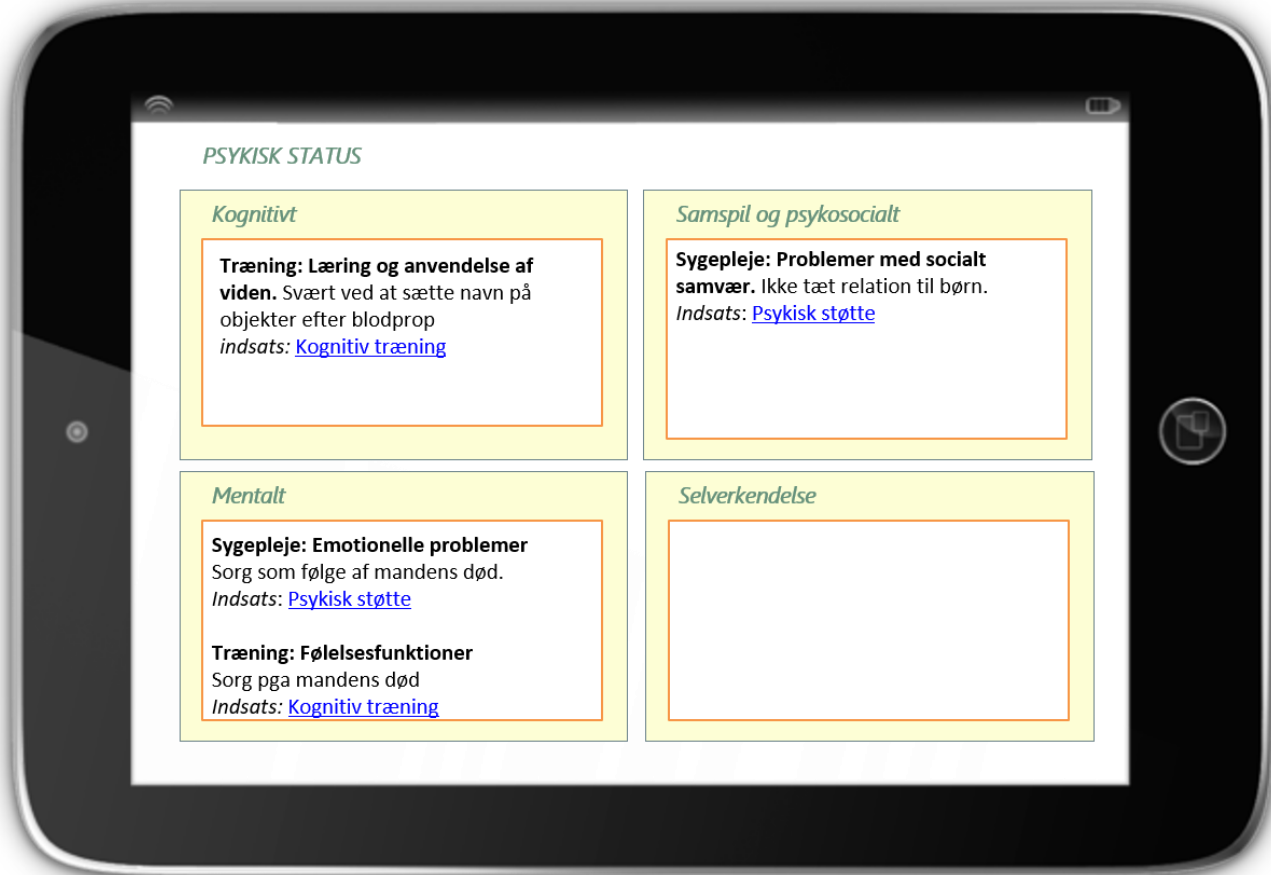 PSYKISK STATUS
Kognitivt
Træning: Læring og anvendelse af
viden. Svært ved at sætte navn på
objekter efter blodprop
indsats: Kognitiv træning
Samspil og psykosocialt
Sygepleje: Problemer med socialt
samvær. Ikke tæt relation til børn.
Indsats: Psykisk støtte
Mentalt
Sygepleje: Emotionelle problemer
Sorg som følge af mandens død.
Indsats: Psykisk støtte
Træning: Følelsesfunktioner
Sorg pga mandens død
Indsats: Kognitiv træning
Selverkendelse